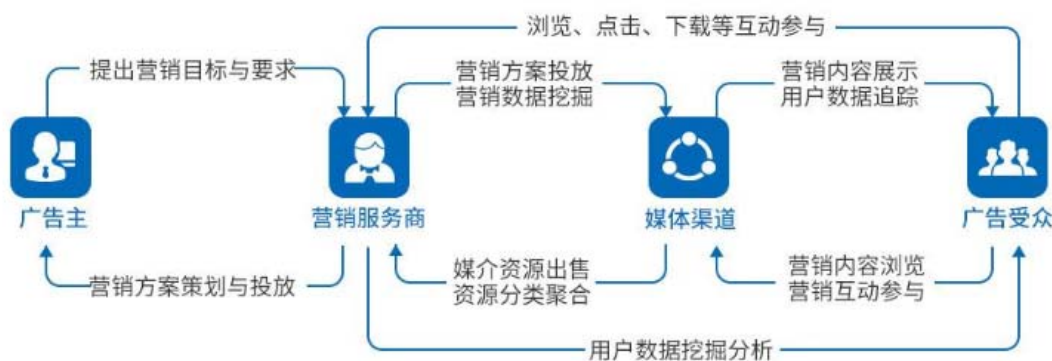 浏览、点击、下载等互动参与
提出营销目标与要求
营销方案投放
营销数据挖掘
营销内容展示
用户数据追踪
广告主
营销服务商
媒体渠道
广告受众
营销方案策划与投放
媒介资源出售
资源分类聚合
营销内容浏览
营销互动参与
用户数据挖掘分析